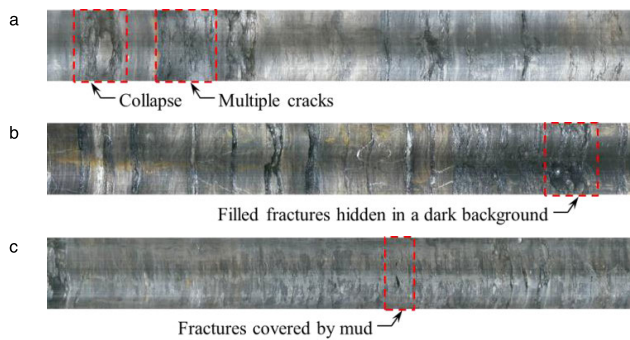 a
Collapse Multiple cracks
b
Filled fractures hidden in a dark background
c
Fractures covered by mud